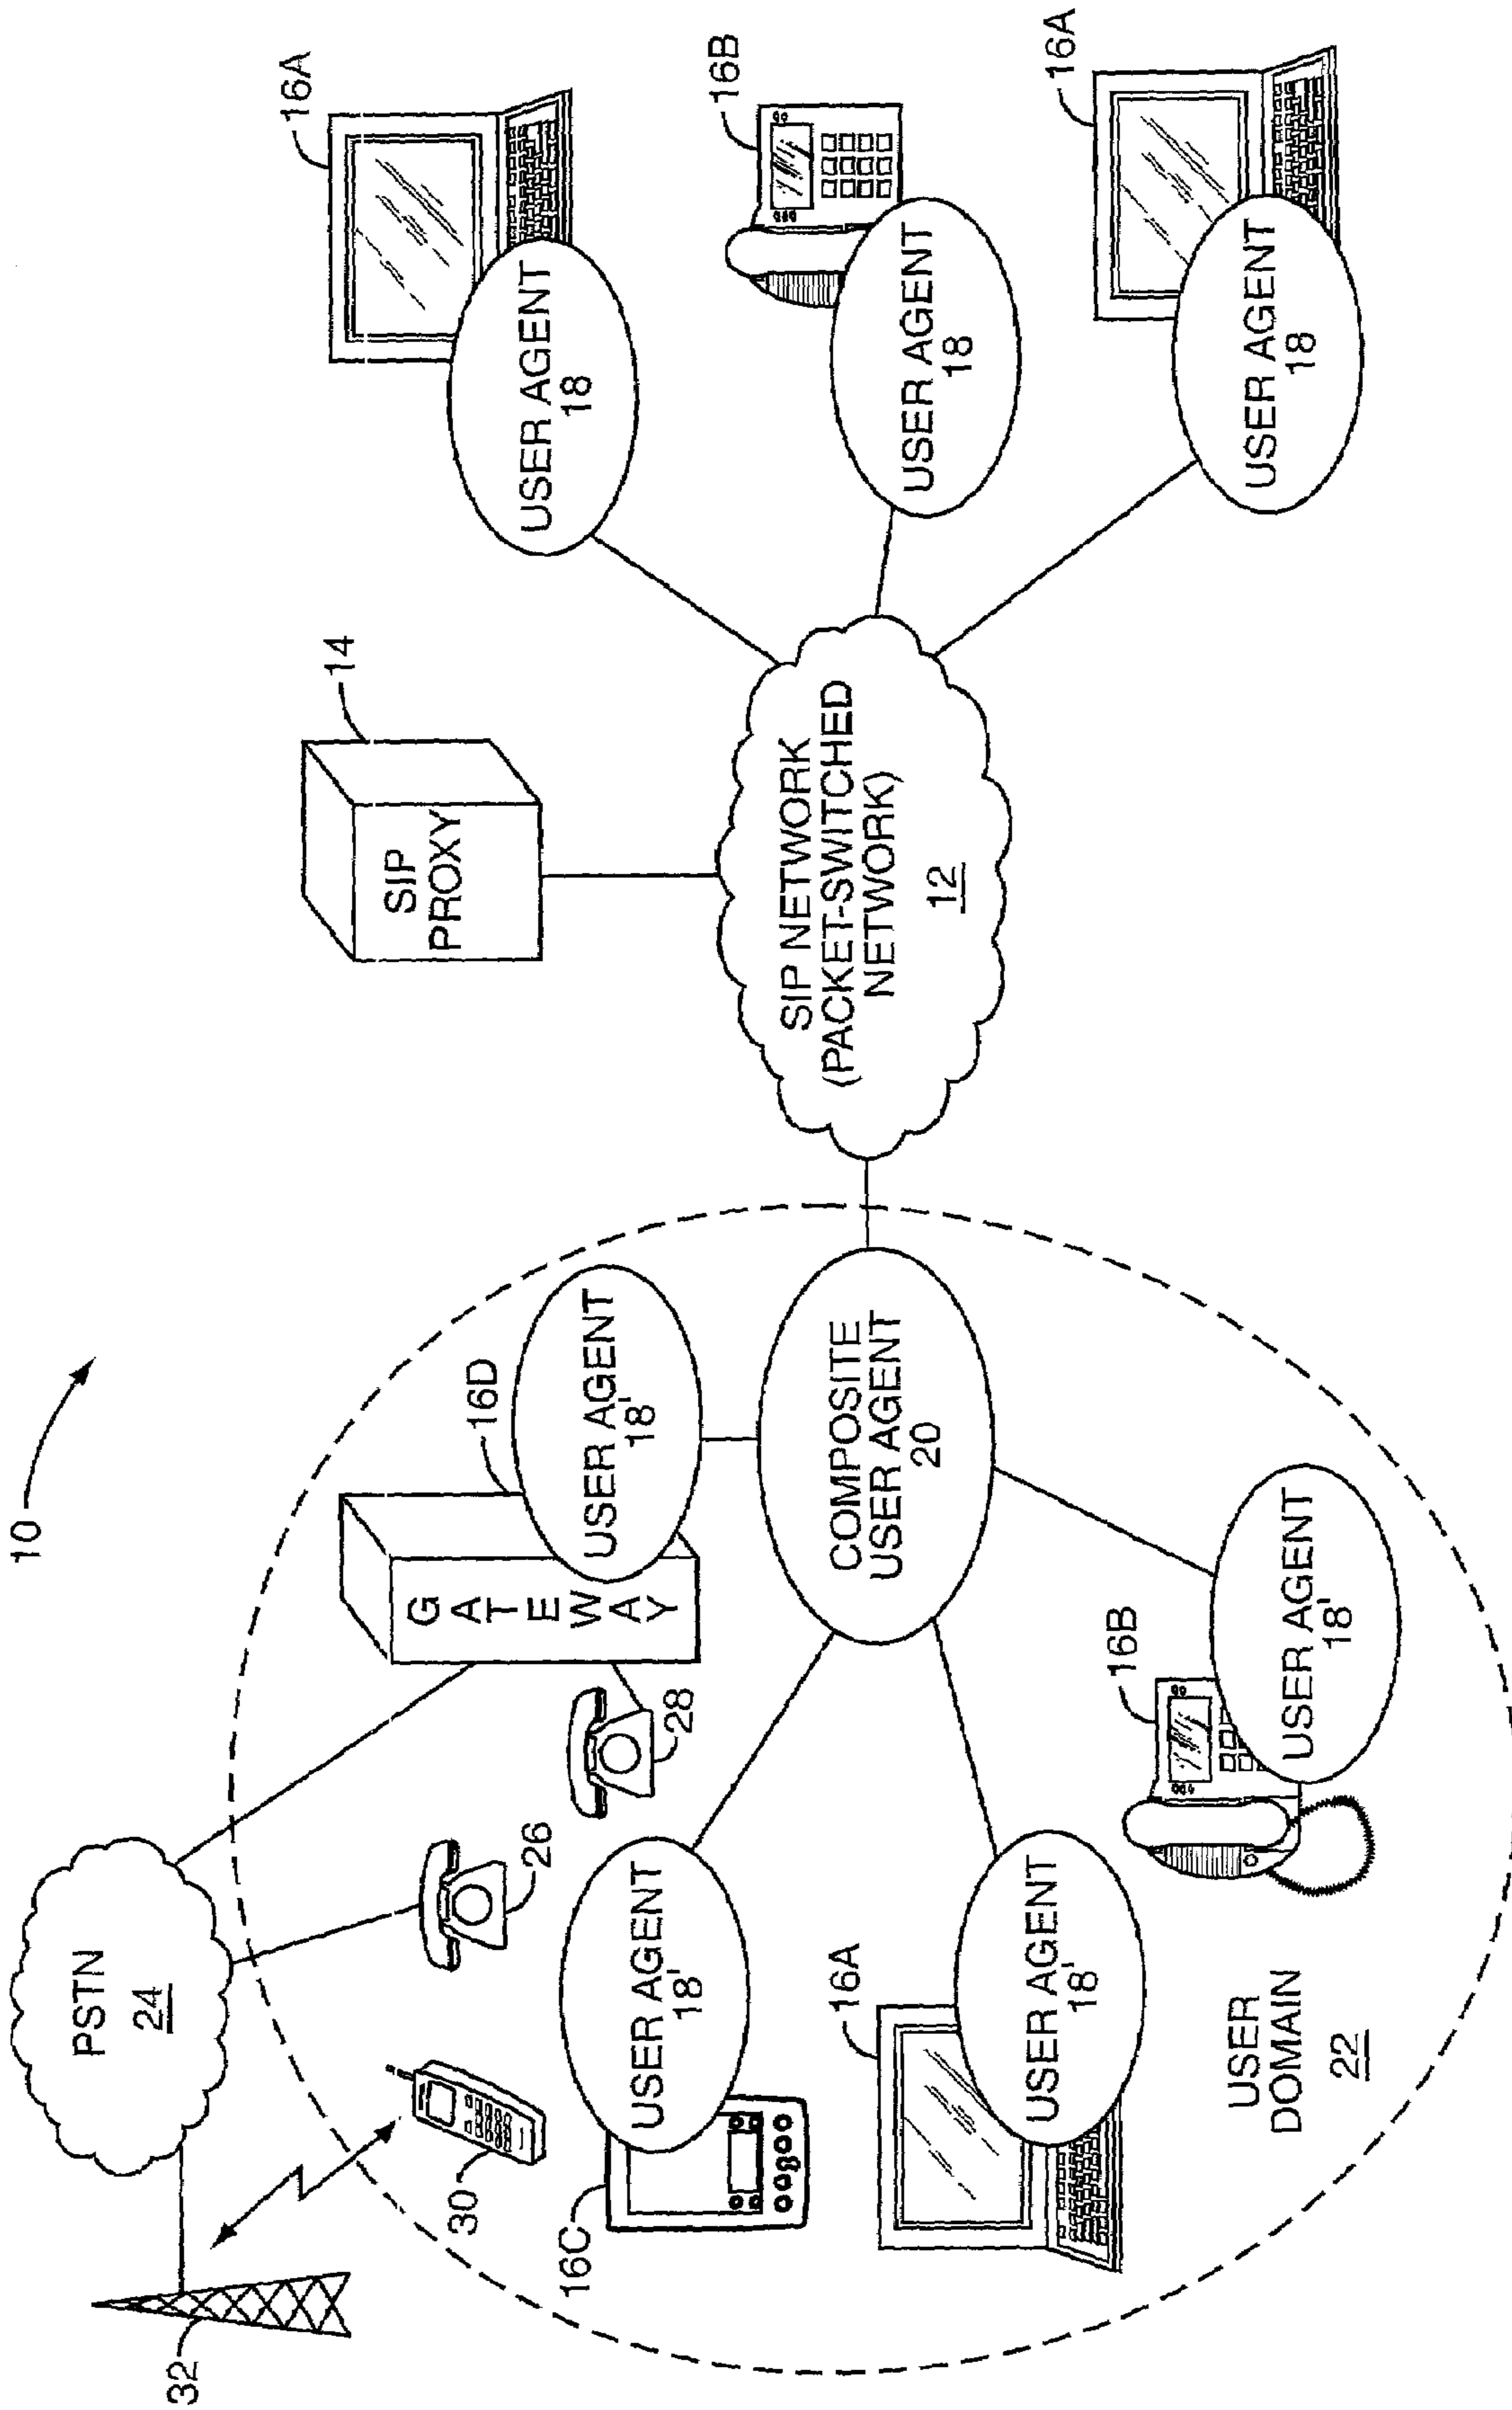 10
32
PSTN
24
30
26
28
GATEWAY
16D
USER AGENT
18'
16C
USER AGENT
18'
16A
USER AGENT
18'
16B
USER AGENT
18'
USER
DOMAIN
22
COMPOSITE
USER AGENT
20
SIP
PROXY
14
SIP NETWORK
(PACKET-SWITCHED
NETWORK)
12
16A
USER AGENT
18
16B
USER AGENT
18
16A
USER AGENT
18